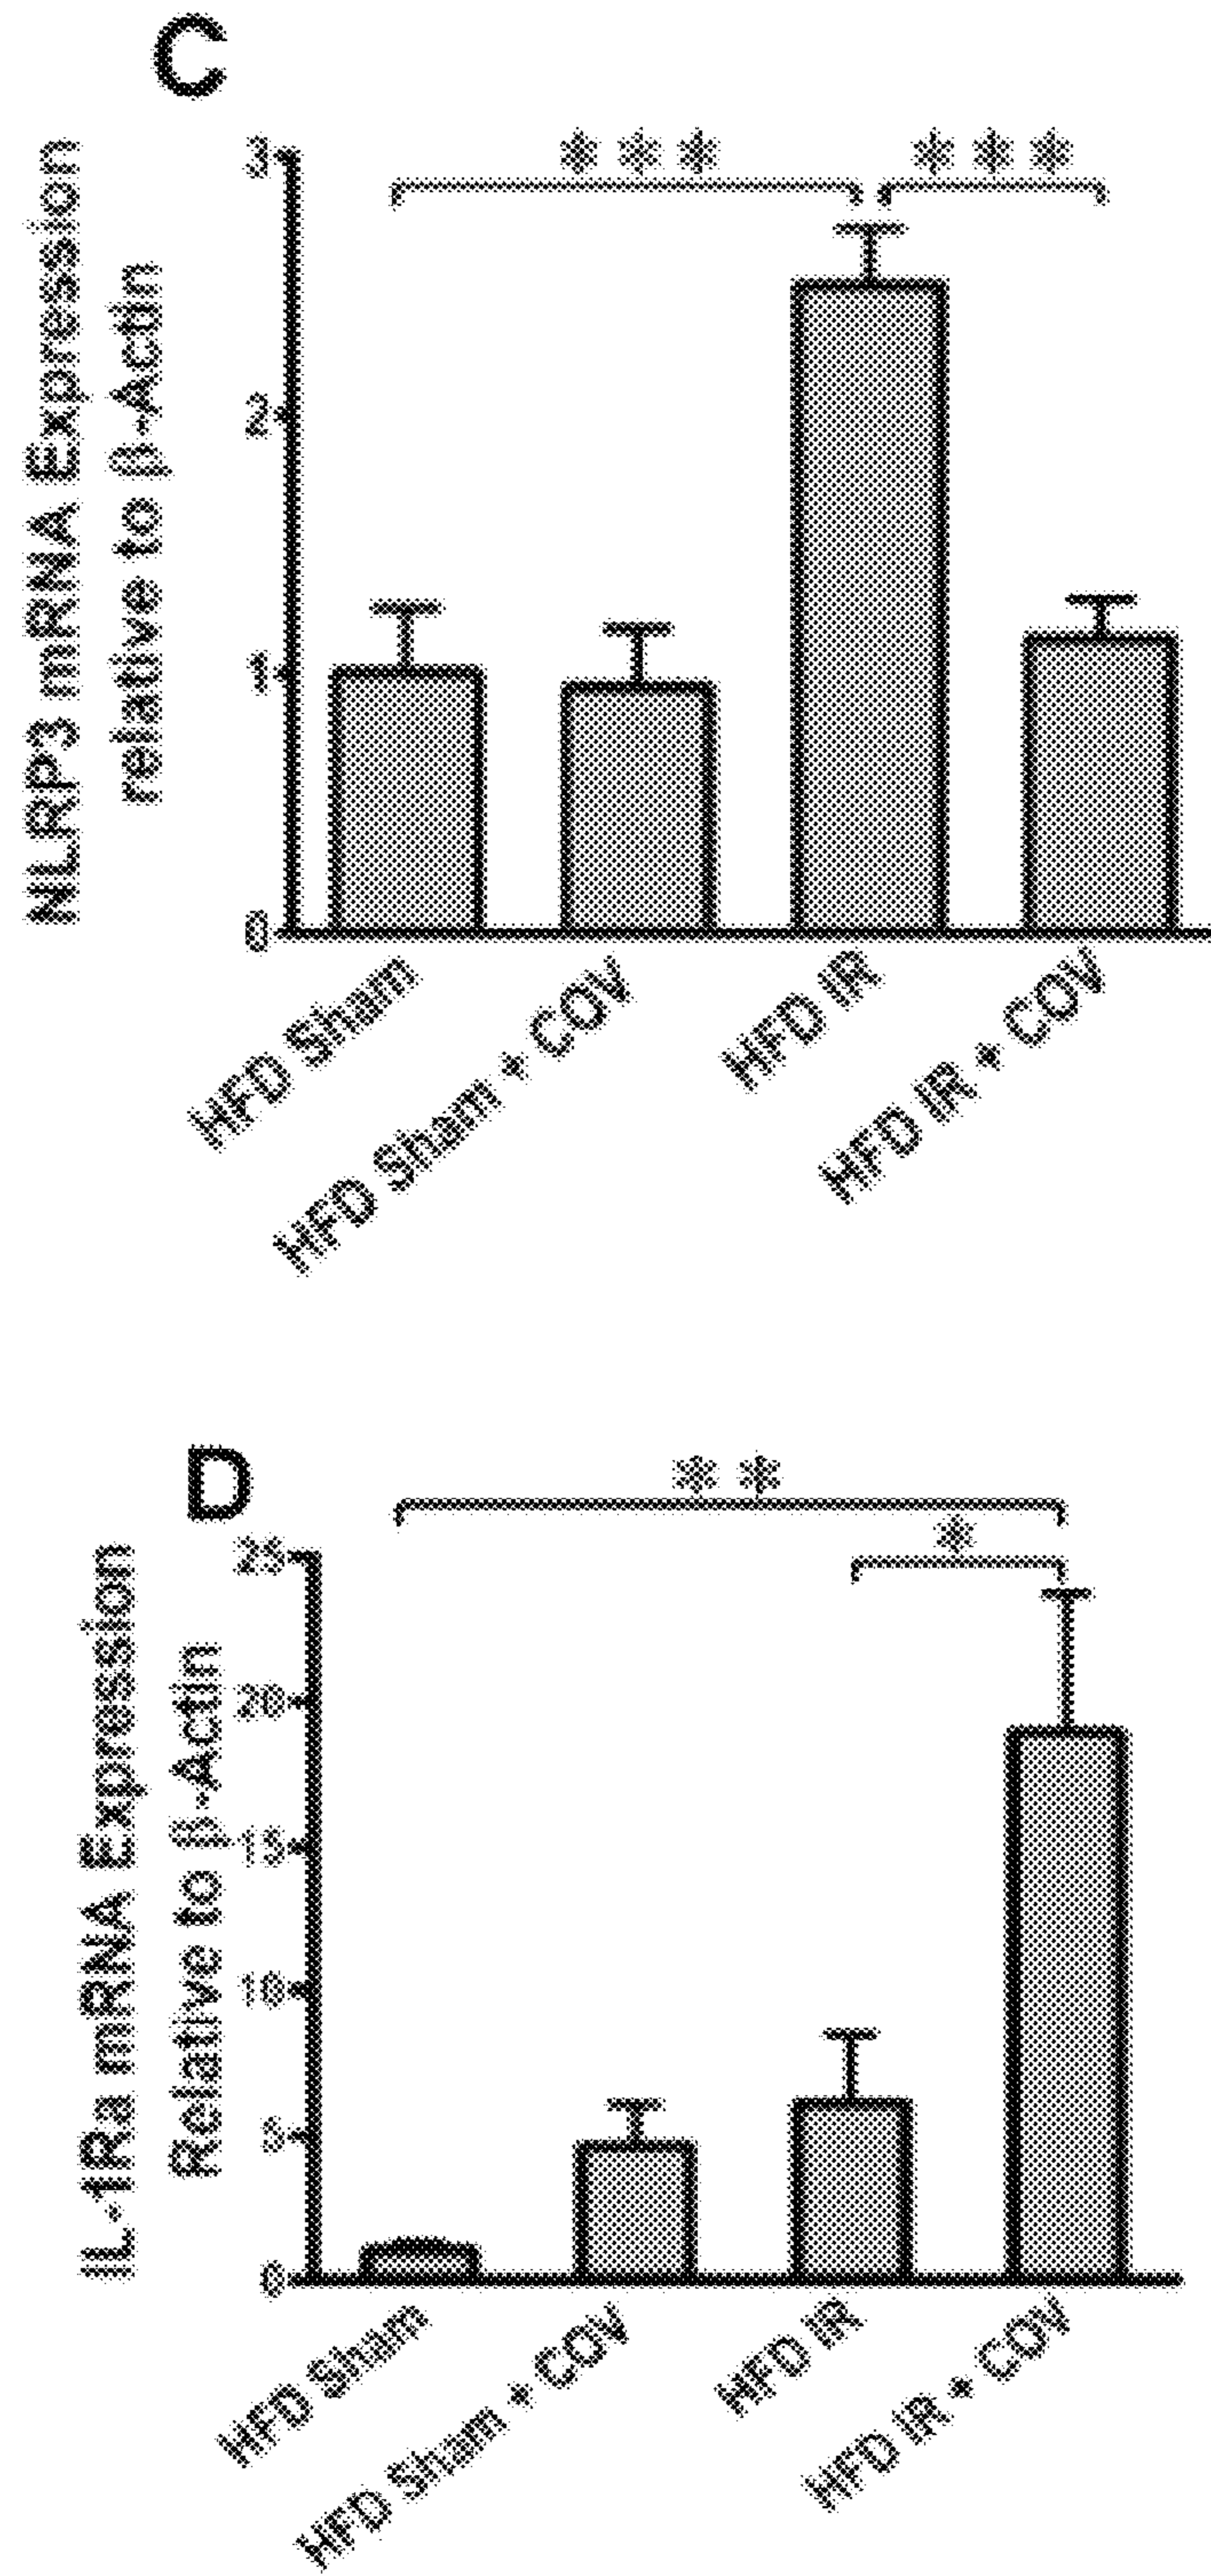 C
NLRP3 mRNA Expression
relative to β-Actin
3
2
1
0
***
***
HFD Sham
HFD Sham + COV
HFD IR
HFD IR + COV
D
IL-1Ra mRNA Expression
Relative to β-Actin
25
20
15
10
5
0
**
*
HFD Sham
HFD Sham + COV
HFD IR
HFD IR + COV